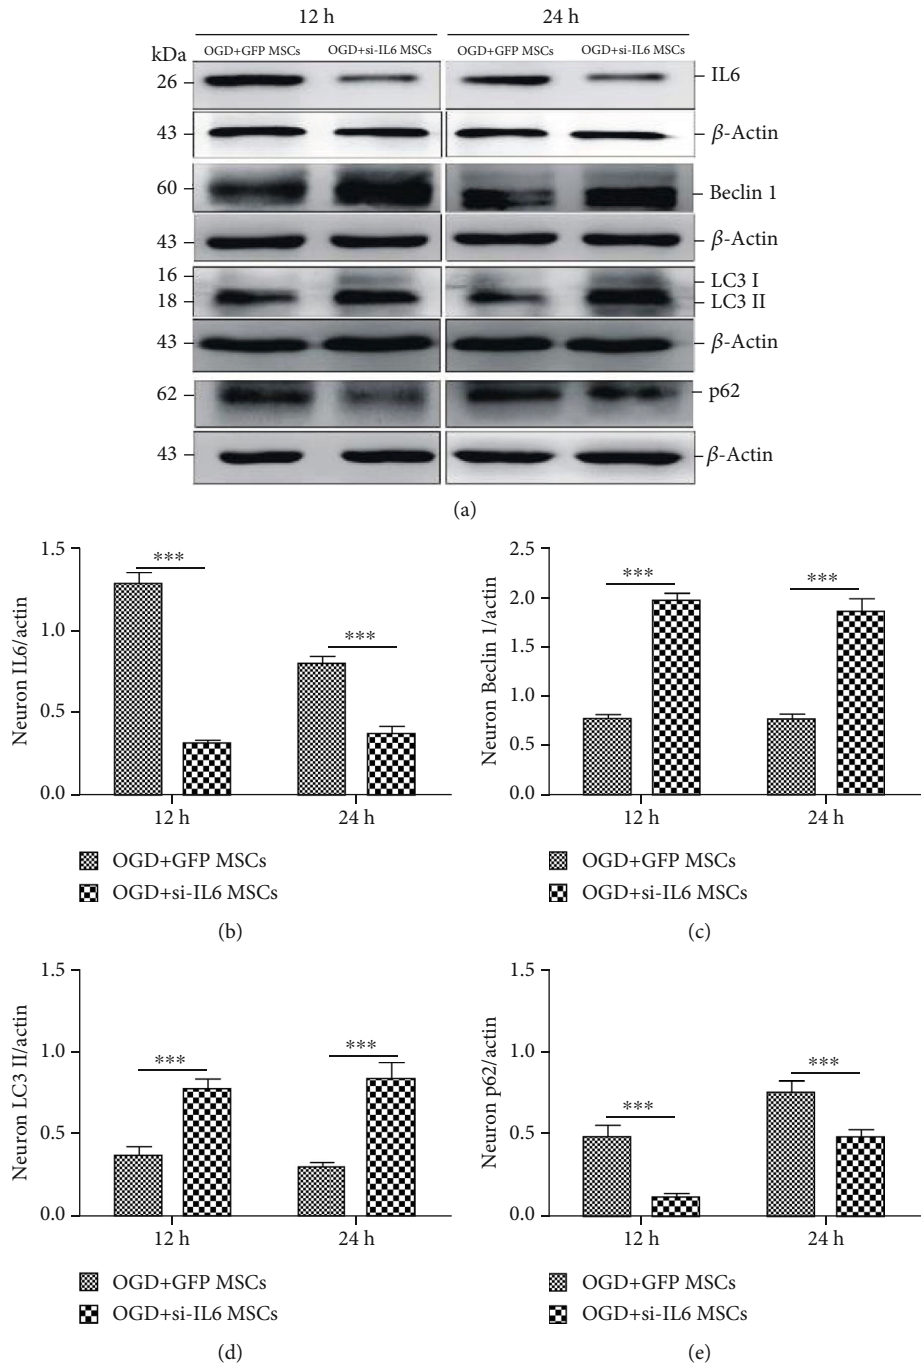 12 h 24 h
kDa OGD+GFP MSCs OGD+si-IL6 MSCs OGD+GFP MSCs OGD+si-IL6 MSCs
26 IL6
43 β-Actin
60 Beclin 1
43 β-Actin
16 LC3 I
18 LC3 II
43 β-Actin
62 p62
43 β-Actin
(a)
Neuron IL6/actin
1.5
1.0
0.5
0.0
*** ***
12 h 24 h
OGD+GFP MSCs
OGD+si-IL6 MSCs
(b)
Neuron Beclin 1/actin
2.5
2.0
1.5
1.0
0.5
0.0
*** ***
12 h 24 h
OGD+GFP MSCs
OGD+si-IL6 MSCs
(c)
Neuron LC3 II/actin
1.5
1.0
0.5
0.0
*** ***
12 h 24 h
OGD+GFP MSCs
OGD+si-IL6 MSCs
(d)
Neuron p62/actin
1.5
1.0
0.5
0.0
*** ***
12 h 24 h
OGD+GFP MSCs
OGD+si-IL6 MSCs
(e)